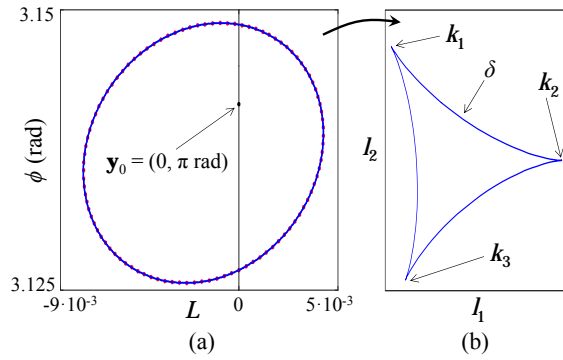 3.15
ϕ (rad)
y₀ = (0, π rad)
3.125
-9·10⁻³
L
0
5·10⁻³
(a)
k₁
δ
k₂
l₂
k₃
l₁
(b)